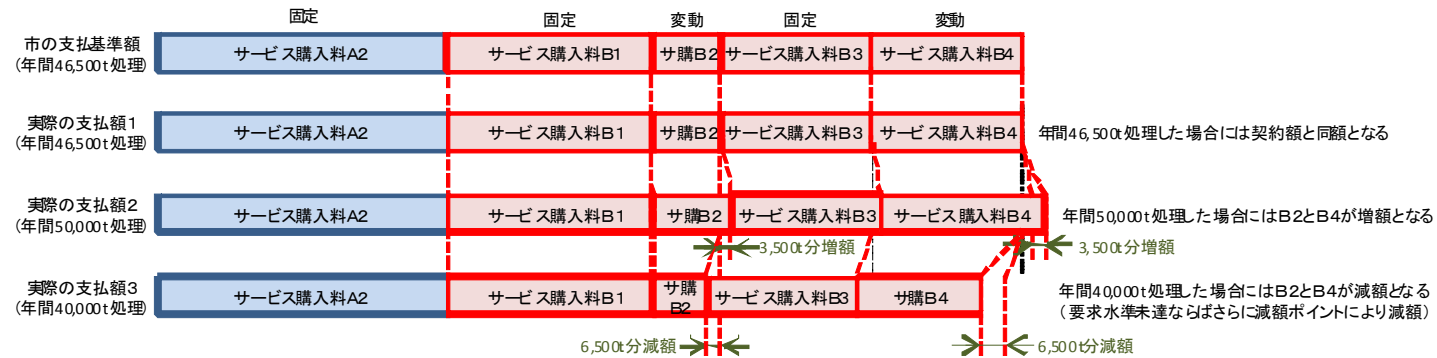 固定
固定
変動
固定
変動
市の支払基準額
(年間46,500t処理)
サービス購入料A2
サービス購入料B1
サ購B2
サービス購入料B3
サービス購入料B4
実際の支払額1
(年間46,500t処理)
サービス購入料A2
サービス購入料B1
サ購B2
サービス購入料B3
サービス購入料B4
年間46,500t処理した場合には契約額と同額となる
実際の支払額2
(年間50,000t処理)
サービス購入料A2
サービス購入料B1
サ購B2
サービス購入料B3
サービス購入料B4
年間50,000t処理した場合にはB2とB4が増額となる
3,500t分増額
3,500t分増額
実際の支払額3
(年間40,000t処理)
サービス購入料A2
サービス購入料B1
サ購
B2
サービス購入料B3
サ購B4
年間40,000t処理した場合にはB2とB4が減額となる
(要求水準未達ならばさらに減額ポイントにより減額)
6,500t分減額
6,500t分減額